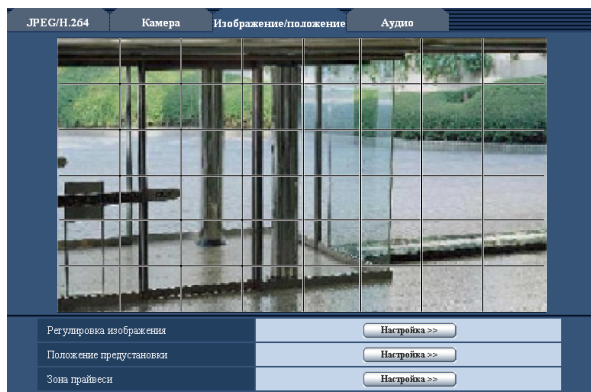 JPEG/H.264 Камера Изображение/положение Аудио
Регулировка изображения Настройка >>
Положение предустановки Настройка >>
Зона прайвеси Настройка >>